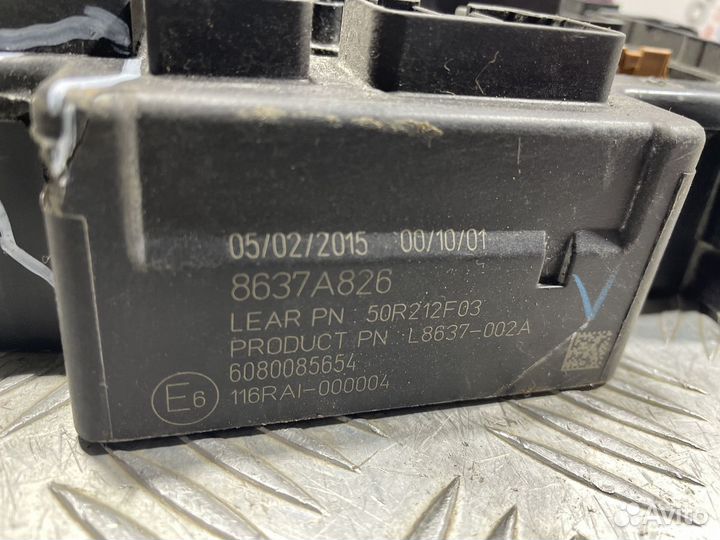 05/02/2015 00/10/01
8637A826
LEAR PN : 50R212F03
PRODUCT PN : L8637-002A
6080085654
E6 116RAI-000004
V
Avito